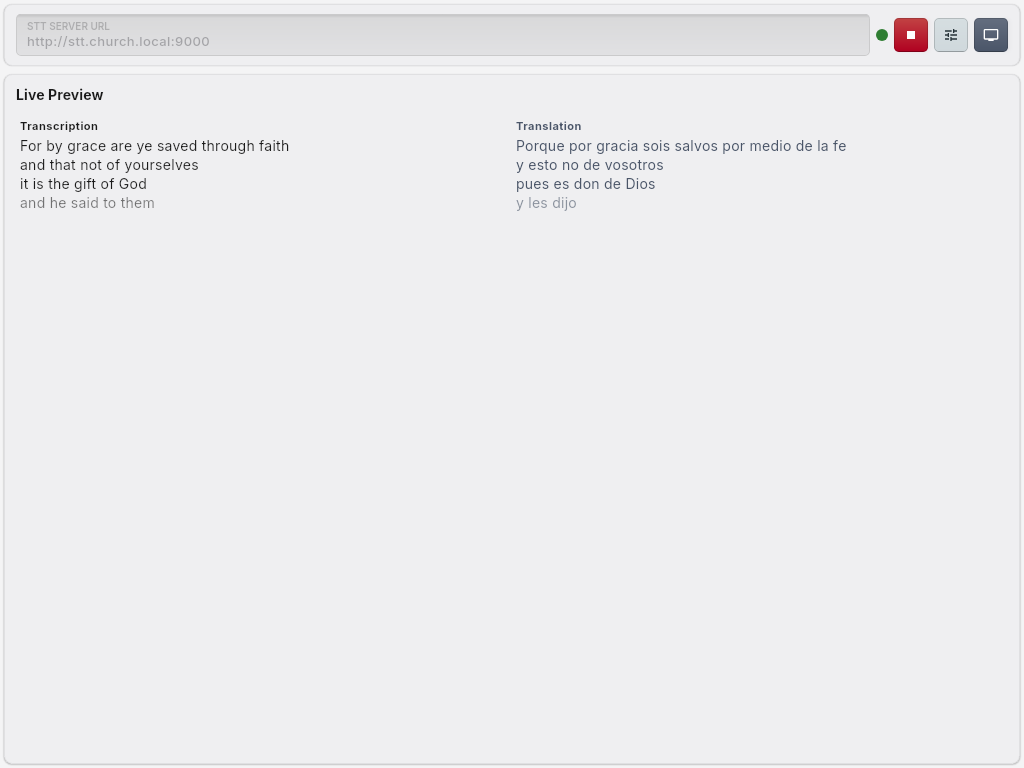 STT SERVER URL
http://stt.church.local:9000
Live Preview
Transcription
For by grace are ye saved through faith
and that not of yourselves
it is the gift of God
and he said to them
Translation
Porque por gracia sois salvos por medio de la fe
y esto no de vosotros
pues es don de Dios
y les dijo